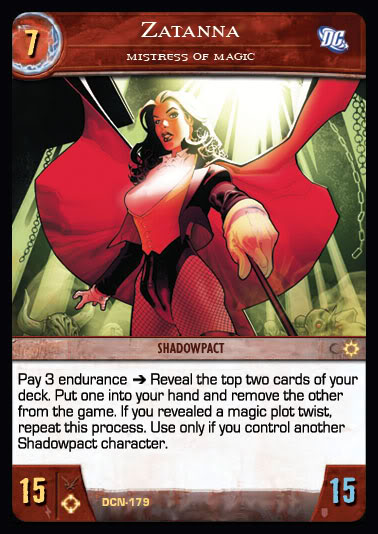 7
Zatanna
MISTRESS OF MAGIC
DC
SHADOWPACT
C
Pay 3 endurance ➔ Reveal the top two cards of your
deck. Put one into your hand and remove the other
from the game. If you revealed a magic plot twist,
repeat this process. Use only if you control another
Shadowpact character.
15
DCN-179
15